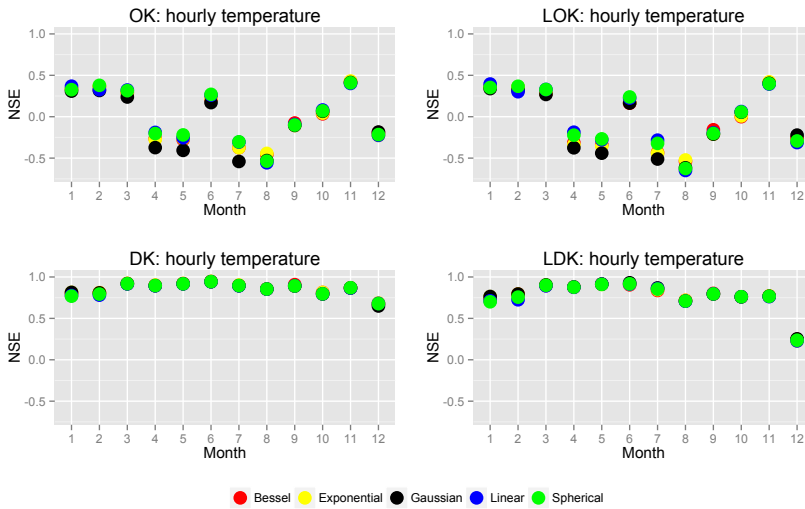 OK: hourly temperature
1.0
0.5
0.0
-0.5
NSE
1 2 3 4 5 6 7 8 9 10 11 12
Month
LOK: hourly temperature
1.0
0.5
0.0
-0.5
NSE
1 2 3 4 5 6 7 8 9 10 11 12
Month
DK: hourly temperature
1.0
0.5
0.0
-0.5
NSE
1 2 3 4 5 6 7 8 9 10 11 12
Month
LDK: hourly temperature
1.0
0.5
0.0
-0.5
NSE
1 2 3 4 5 6 7 8 9 10 11 12
Month
Bessel Exponential Gaussian Linear Spherical